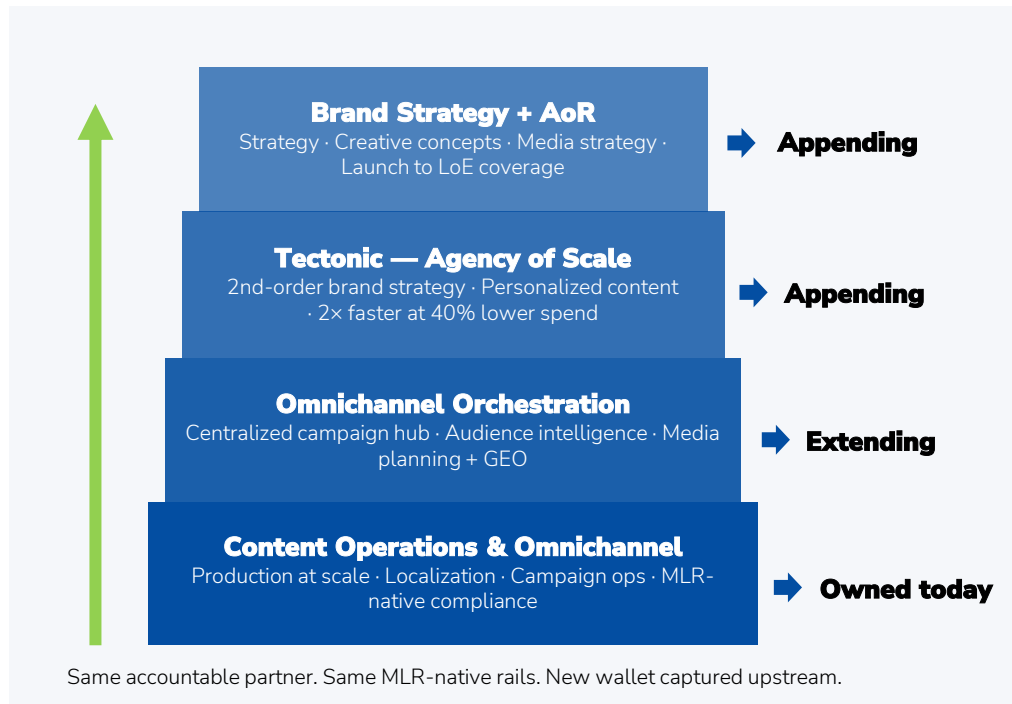 Brand Strategy + AoR
Strategy · Creative concepts · Media strategy ·
Launch to LoE coverage
Appending
Tectonic — Agency of Scale
2nd-order brand strategy · Personalized content
· 2× faster at 40% lower spend
Appending
Omnichannel Orchestration
Centralized campaign hub · Audience intelligence · Media
planning + GEO
Extending
Content Operations & Omnichannel
Production at scale · Localization · Campaign ops · MLR-
native compliance
Owned today
Same accountable partner. Same MLR-native rails. New wallet captured upstream.